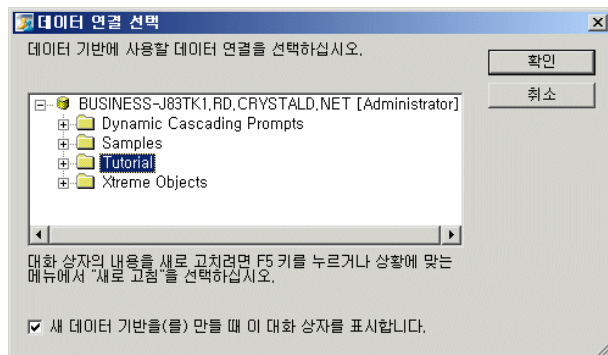 데이터 연결 선택
데이터 기반에 사용할 데이터 연결을 선택하십시오.
확인
취소
BUSINESS-J83TK1.RD.CRYSTALD.NET [Administrator]
Dynamic Cascading Prompts
Samples
Tutorial
Xtreme Objects
대화 상자의 내용을 새로 고치려면 F5 키를 누르거나 상황에 맞는
메뉴에서 "새로 고침"을 선택하십시오.
새 데이터 기반을(를) 만들 때 이 대화 상자를 표시합니다.